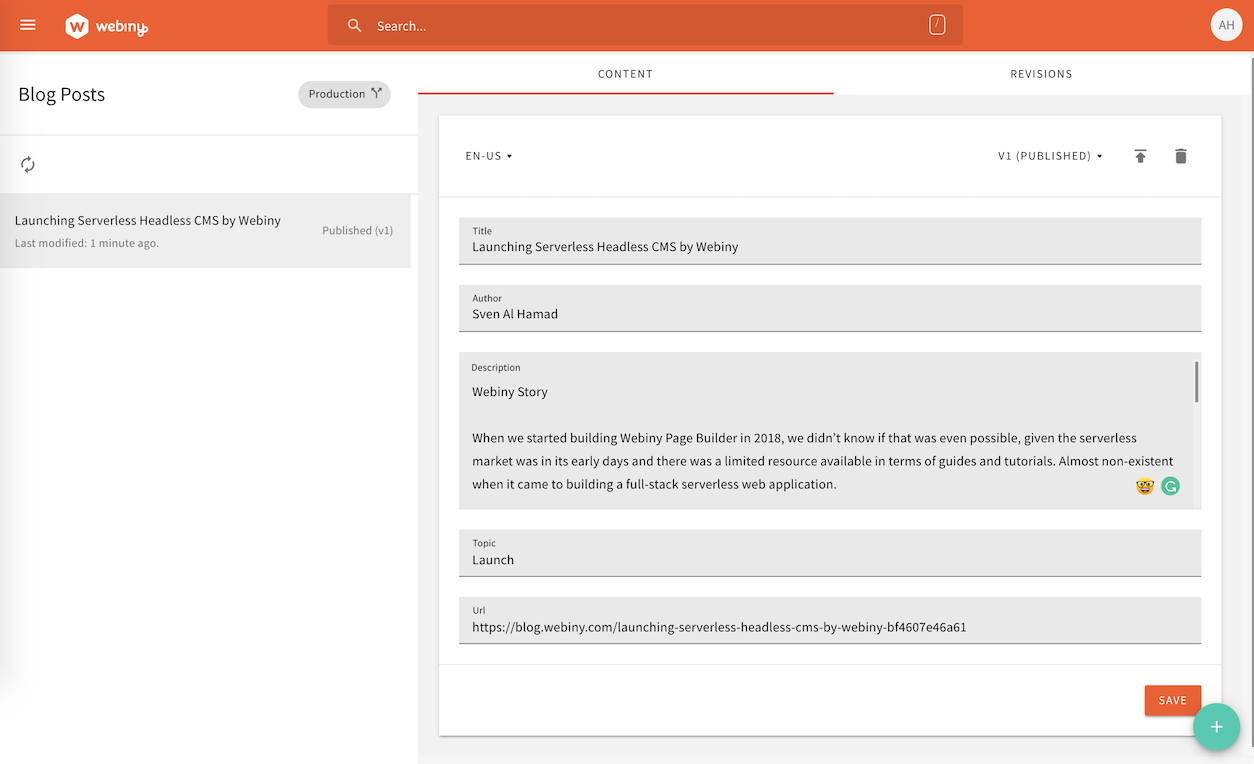 webiny
Search...
/
AH
Blog Posts
Production
CONTENT
REVISIONS
EN-US
V1 (PUBLISHED)
Launching Serverless Headless CMS by Webiny
Last modified: 1 minute ago.
Published (v1)
Title
Launching Serverless Headless CMS by Webiny
Author
Sven Al Hamad
Description
Webiny Story
When we started building Webiny Page Builder in 2018, we didn’t know if that was even possible, given the serverless
market was in its early days and there was a limited resource available in terms of guides and tutorials. Almost non-existent
when it came to building a full-stack serverless web application.
Topic
Launch
Url
https://blog.webiny.com/launching-serverless-headless-cms-by-webiny-bf4607e46a61
SAVE